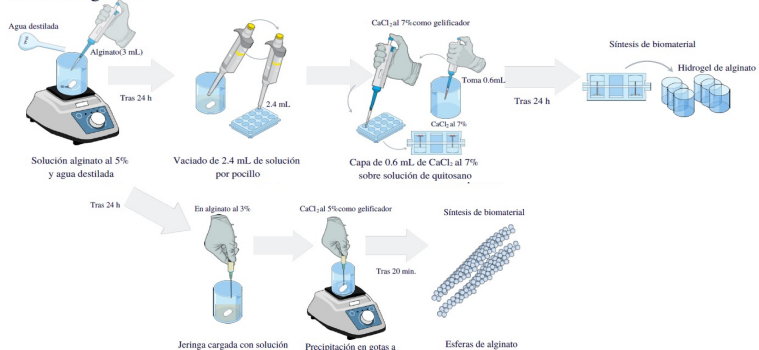 Agua destilada
Alginato(3 mL)
Tras 24 h
Solución alginato al 5%
y agua destilada
2.4 mL
Vaciado de 2.4 mL de solución
por pocillo
CaCl₂ al 7%como gelificador
Toma 0.6mL
CaCl₂ al 7%
Capa de 0.6 mL de CaCl₂ al 7%
sobre solución de quitosano
Tras 24 h
Síntesis de biomaterial
Hidrogel de alginato
Tras 24 h
En alginato al 3%
Jeringa cargada con solución
CaCl₂ al 5%como gelificador
Precipitación en gotas a
Tras 20 min.
Síntesis de biomaterial
Esferas de alginato